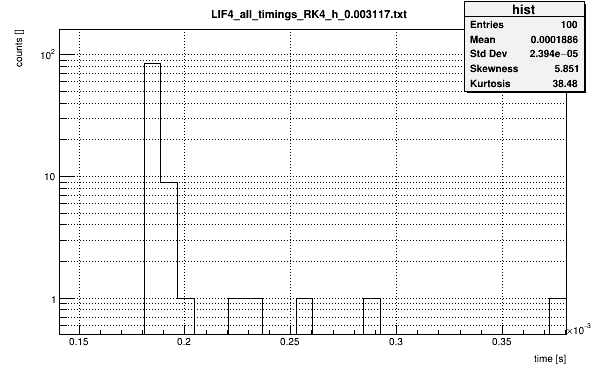 LIF4_all_timings_RK4_h_0.003117.txt
hist
Entries 100
Mean 0.0001886
Std Dev 2.394e−05
Skewness 5.851
Kurtosis 38.48
counts []
10²
10
1
0.15 0.2 0.25 0.3 0.35
×10⁻³
time [s]